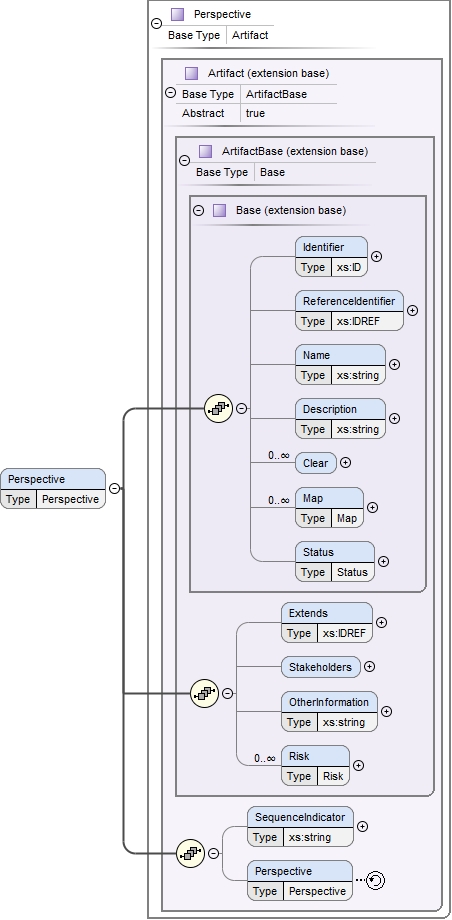 Perspective
Base Type Artifact
Artifact (extension base)
Base Type ArtifactBase
Abstract true
ArtifactBase (extension base)
Base Type Base
Base (extension base)
Identifier
Type xs:ID
ReferenceIdentifier
Type xs:IDREF
Name
Type xs:string
Description
Type xs:string
0..∞
Clear
0..∞
Map
Type Map
Status
Type Status
Perspective
Type Perspective
Extends
Type xs:IDREF
Stakeholders
OtherInformation
Type xs:string
0..∞
Risk
Type Risk
SequenceIndicator
Type xs:string
Perspective
Type Perspective